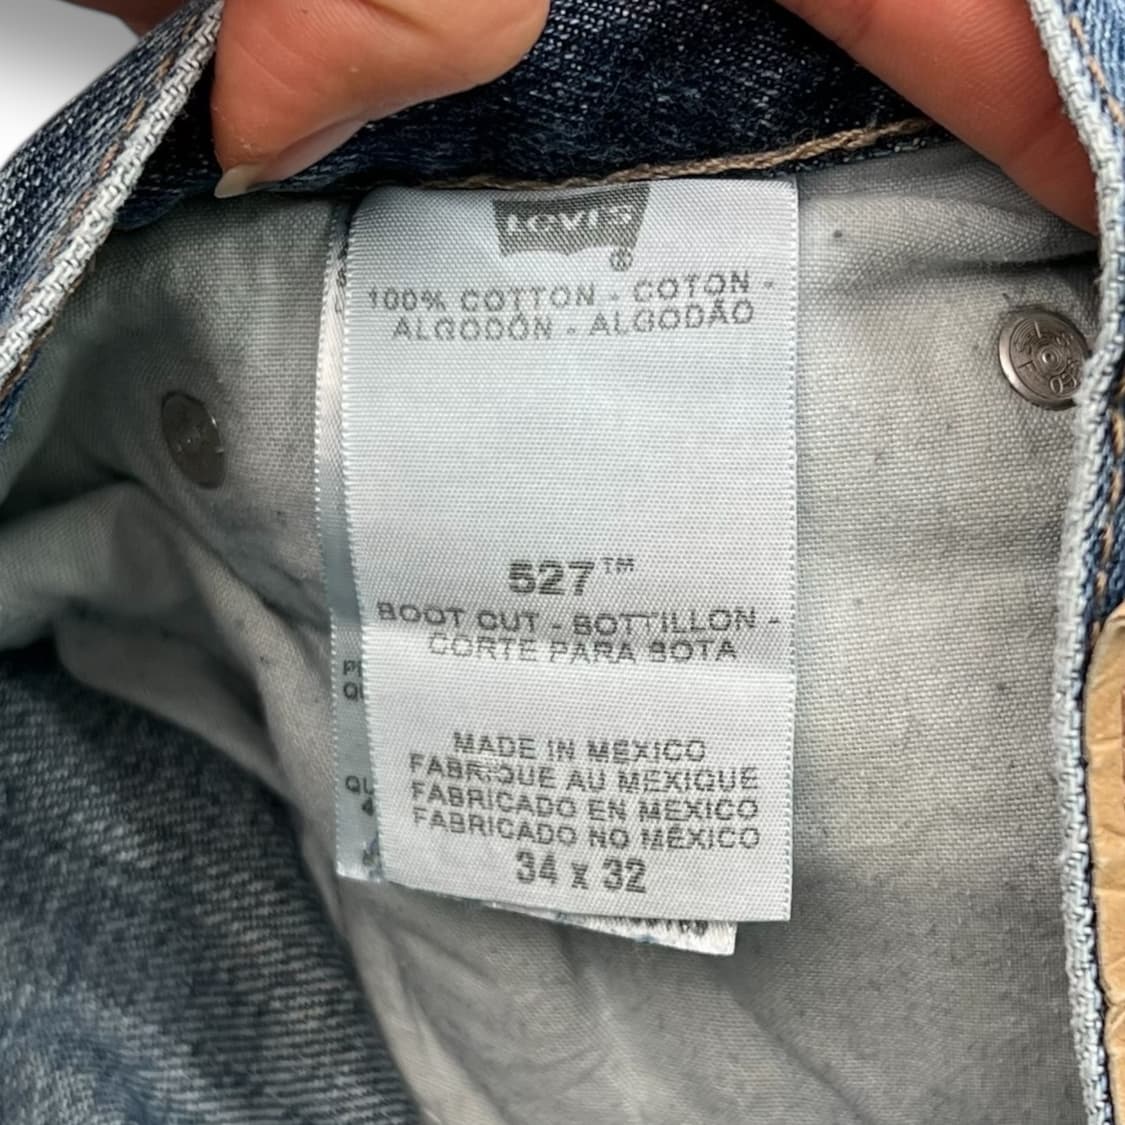 LEVI'S
®
100% COTTON - COTON -
ALGODÓN - ALGODÃO
527™
BOOT CUT - BOTTILLON -
CORTE PARA BOTA
MADE IN MEXICO
FABRIQUE AU MEXIQUE
FABRICADO EN MEXICO
FABRICADO NO MÉXICO
34 x 32